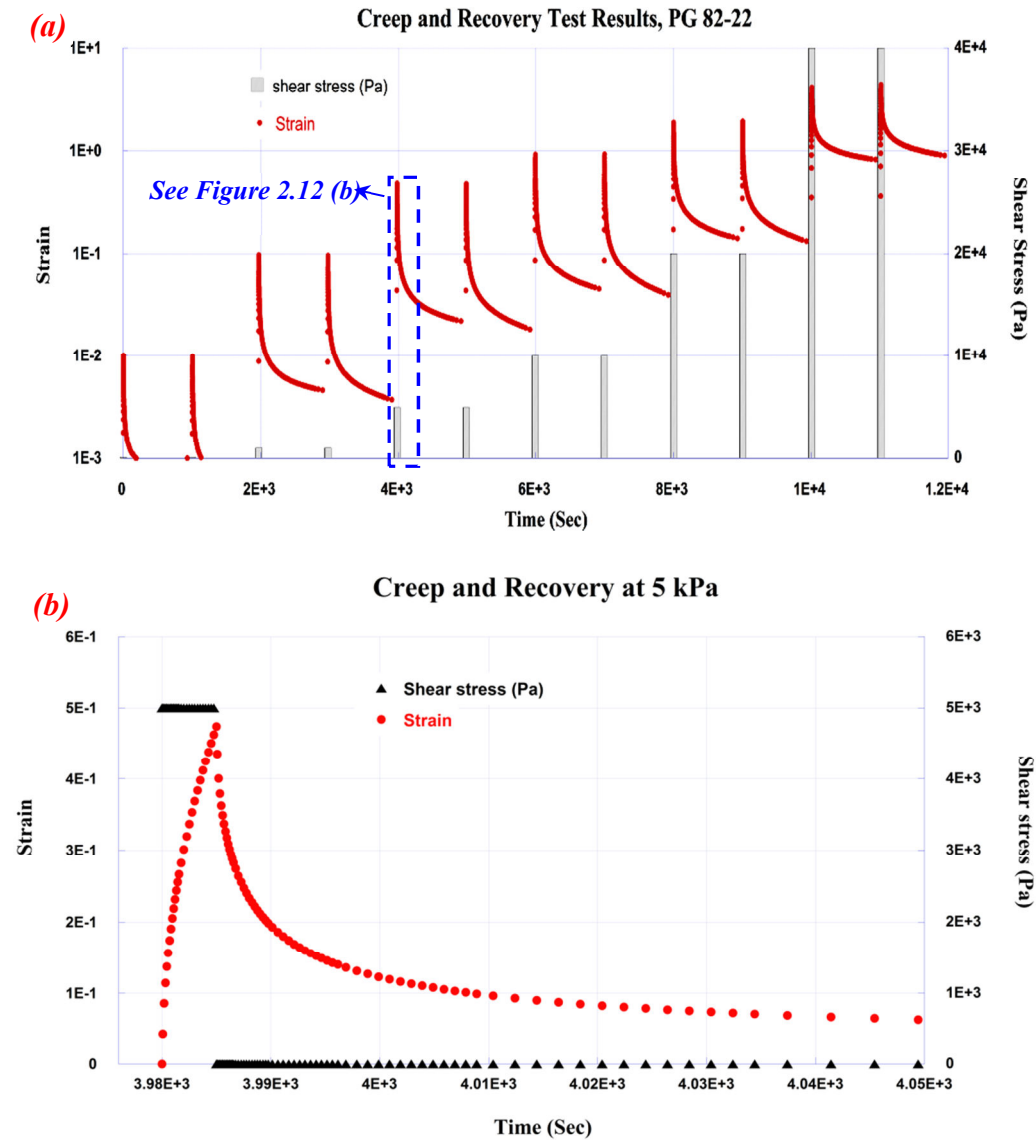 (a)
Creep and Recovery Test Results, PG 82-22
1E+1
1E+0
1E-1
1E-2
1E-3
Strain
4E+4
3E+4
2E+4
1E+4
0
Shear Stress (Pa)
shear stress (Pa)
Strain
See Figure 2.12 (b)
0
2E+3
4E+3
6E+3
8E+3
1E+4
1.2E+4
Time (Sec)
(b)
Creep and Recovery at 5 kPa
6E-1
5E-1
4E-1
3E-1
2E-1
1E-1
0
Strain
6E+3
5E+3
4E+3
3E+3
2E+3
1E+3
0
Shear stress (Pa)
Shear stress (Pa)
Strain
3.98E+3
3.99E+3
4E+3
4.01E+3
4.02E+3
4.03E+3
4.04E+3
4.05E+3
Time (Sec)